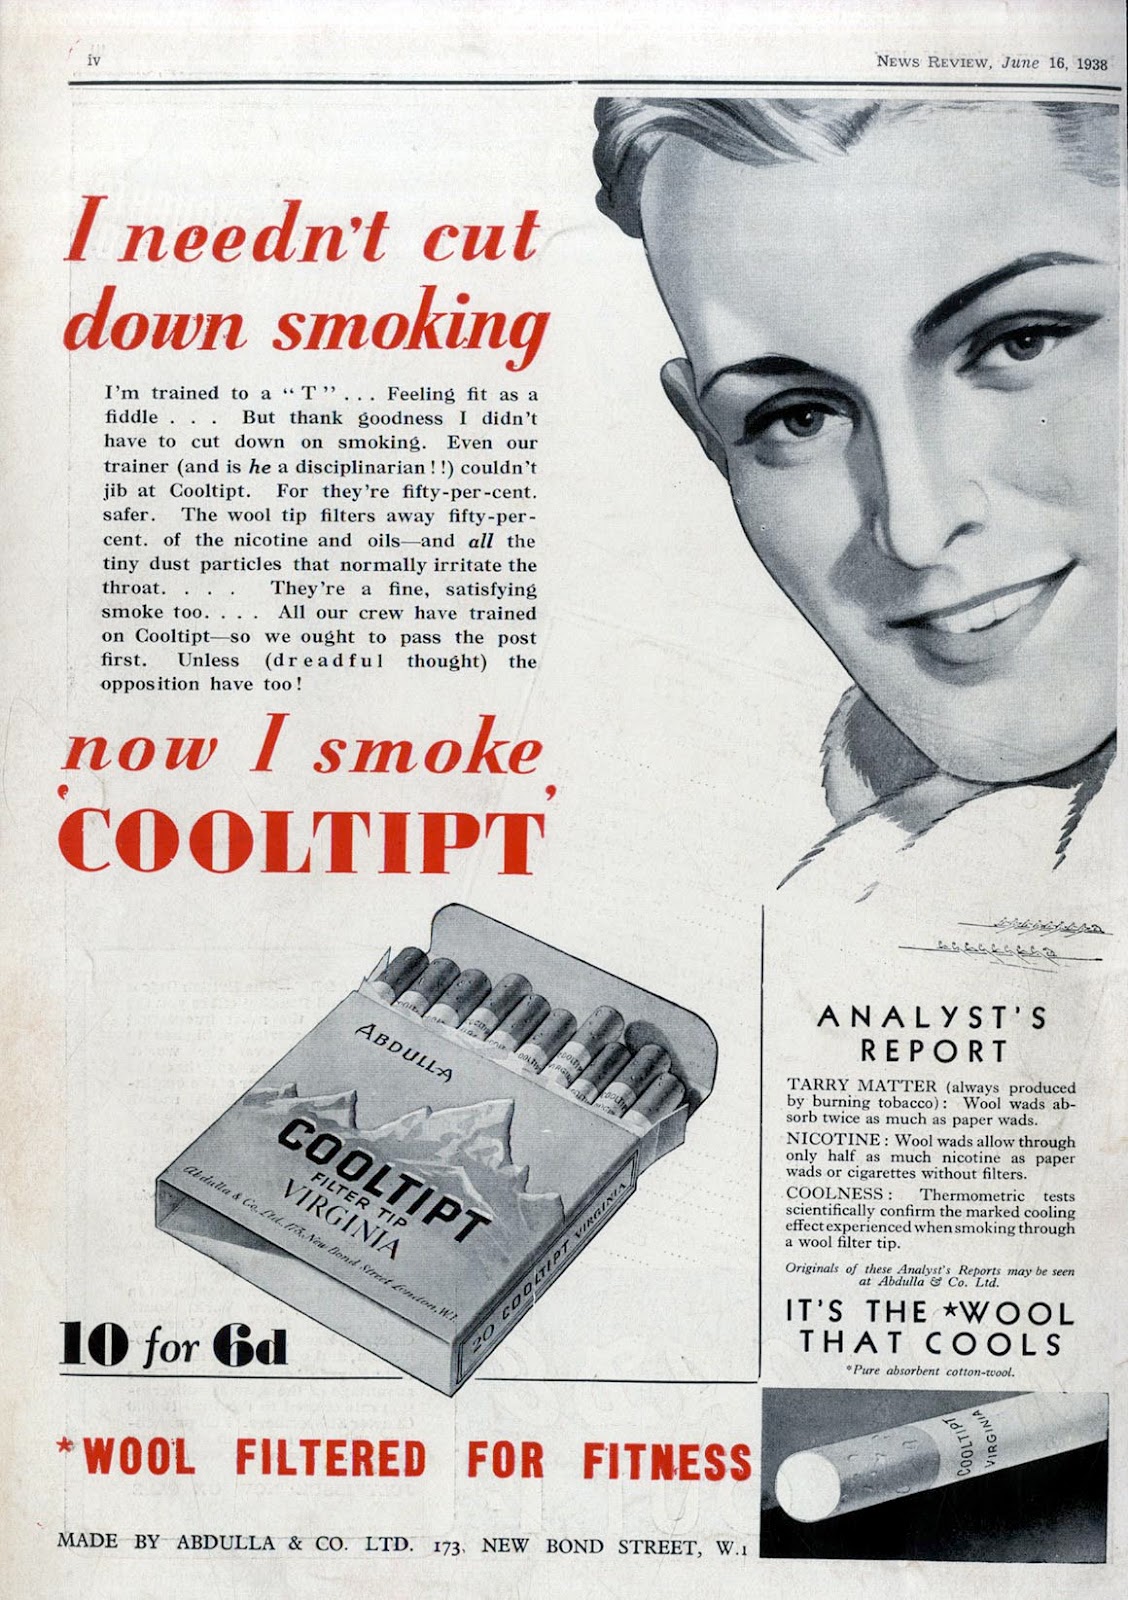 iv
NEWS REVIEW, June 16, 1938
I needn't cut
down smoking
I'm trained to a "T" . . . Feeling fit as a
fiddle . . . But thank goodness I didn't
have to cut down on smoking. Even our
trainer (and is he a disciplinarian ! !) couldn't
jib at Cooltipt. For they're fifty-per-cent.
safer. The wool tip filters away fifty-per-
cent. of the nicotine and oils—and all the
tiny dust particles that normally irritate the
throat. . . . They're a fine, satisfying
smoke too. . . . All our crew have trained
on Cooltipt—so we ought to pass the post
first. Unless (dreadful thought) the
opposition have too !
now I smoke
'COOLTIPT'
ABDULLA
COOLTIPT
FILTER TIP
VIRGINIA
Abdulla & Co. Ltd. 173, New Bond Street London, W.1
20 COOLTIPT VIRGINIA
10 for 6d
ANALYST'S
REPORT
TARRY MATTER (always produced
by burning tobacco) : Wool wads ab-
sorb twice as much as paper wads.
NICOTINE : Wool wads allow through
only half as much nicotine as paper
wads or cigarettes without filters.
COOLNESS : Thermometric tests
scientifically confirm the marked cooling
effect experienced when smoking through
a wool filter tip.
Originals of these Analyst's Reports may be seen
at Abdulla & Co. Ltd.
IT'S THE *WOOL
THAT COOLS
*Pure absorbent cotton-wool.
COOLTIPT
VIRGINIA
*WOOL FILTERED FOR FITNESS
MADE BY ABDULLA & CO. LTD. 173, NEW BOND STREET, W.1